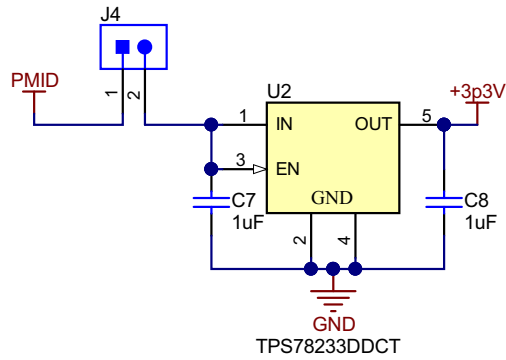 J4
PMID
1
2
U2
+3p3V
1
IN
OUT
5
3
EN
C7
1uF
GND
C8
1uF
2
4
GND
TPS78233DDCT